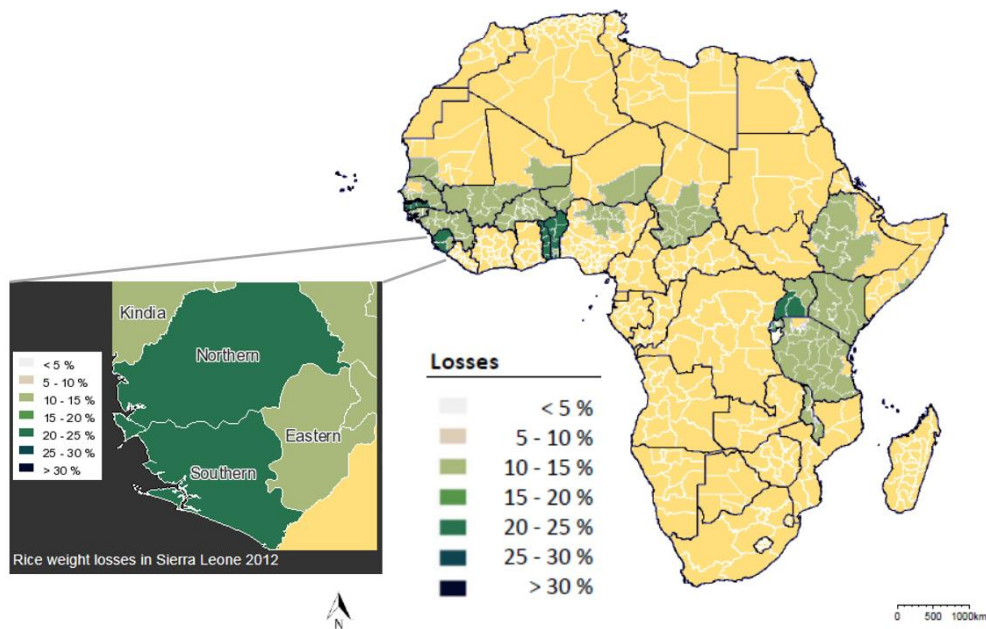 Kindia
Northern
Eastern
Southern
< 5 %
5 - 10 %
10 - 15 %
15 - 20 %
20 - 25 %
25 - 30 %
> 30 %
Rice weight losses in Sierra Leone 2012
Losses
< 5 %
5 - 10 %
10 - 15 %
15 - 20 %
20 - 25 %
25 - 30 %
> 30 %
N
0 500 1000km